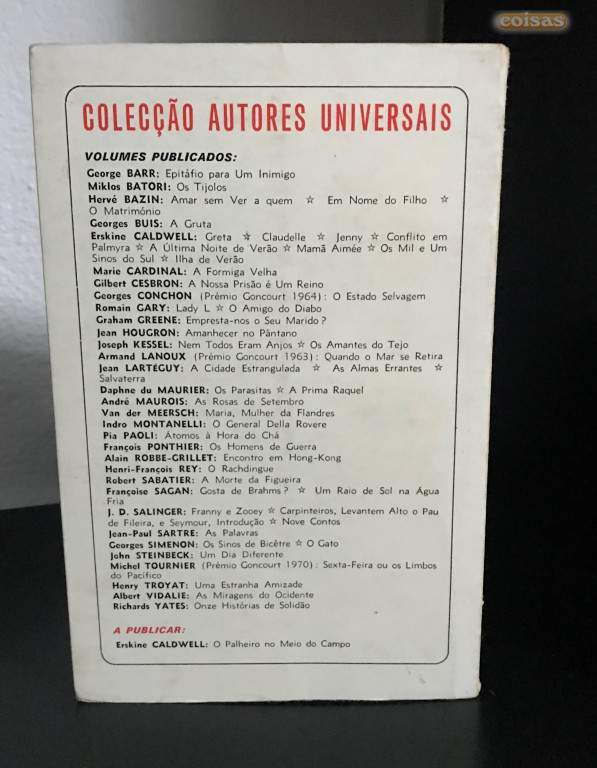 coisas
COLECÇÃO AUTORES UNIVERSAIS
VOLUMES PUBLICADOS:
George BARR: Epitáfio para Um Inimigo
Miklos BATORI: Os Tijolos
Hervé BAZIN: Amar sem Ver a quem ☆ Em Nome do Filho ☆
O Matrimónio
Georges BUIS: A Gruta
Erskine CALDWELL: Greta ☆ Claudelle ☆ Jenny ☆ Conflito em
Palmyra ☆ A Última Noite de Verão ☆ Mamã Aimée ☆ Os Mil e Um
Sinos do Sul ☆ Ilha de Verão
Marie CARDINAL: A Formiga Velha
Gilbert CESBRON: A Nossa Prisão é Um Reino
Georges CONCHON (Prémio Goncourt 1964): O Estado Selvagem
Romain GARY: Lady L ☆ O Amigo do Diabo
Graham GREENE: Empresta-nos o Seu Marido?
Jean HOUGRON: Amanhecer no Pântano
Joseph KESSEL: Nem Todos Eram Anjos ☆ Os Amantes do Tejo
Armand LANOUX (Prémio Goncourt 1963): Quando o Mar se Retira
Jean LARTÉGUY: A Cidade Estrangulada ☆ As Almas Errantes ☆
Salvaterra
Daphne du MAURIER: Os Parasitas ☆ A Prima Raquel
André MAUROIS: As Rosas de Setembro
Van der MEERSCH: Maria, Mulher da Flandres
Indro MONTANELLI: O General Della Rovere
Pia PAOLI: Átomos à Hora do Chá
François PONTHIER: Os Homens de Guerra
Alain ROBBE-GRILLET: Encontro em Hong-Kong
Henri-François REY: O Rachdingue
Robert SABATIER: A Morte da Figueira
Françoise SAGAN: Gosta de Brahms? ☆ Um Raio de Sol na Água
Fria
J. D. SALINGER: Franny e Zooey ☆ Carpinteiros, Levantem Alto o Pau
de Fileira, e Seymour, Introdução ☆ Nove Contos
Jean-Paul SARTRE: As Palavras
Georges SIMENON: Os Sinos de Bicêtre ☆ O Gato
John STEINBECK: Um Dia Diferente
Michel TOURNIER (Prémio Goncourt 1970): Sexta-Feira ou os Limbos
do Pacífico
Henry TROYAT: Uma Estranha Amizade
Albert VIDALIE: As Miragens do Ocidente
Richards YATES: Onze Histórias de Solidão
A PUBLICAR:
Erskine CALDWELL: O Palheiro no Meio do Campo